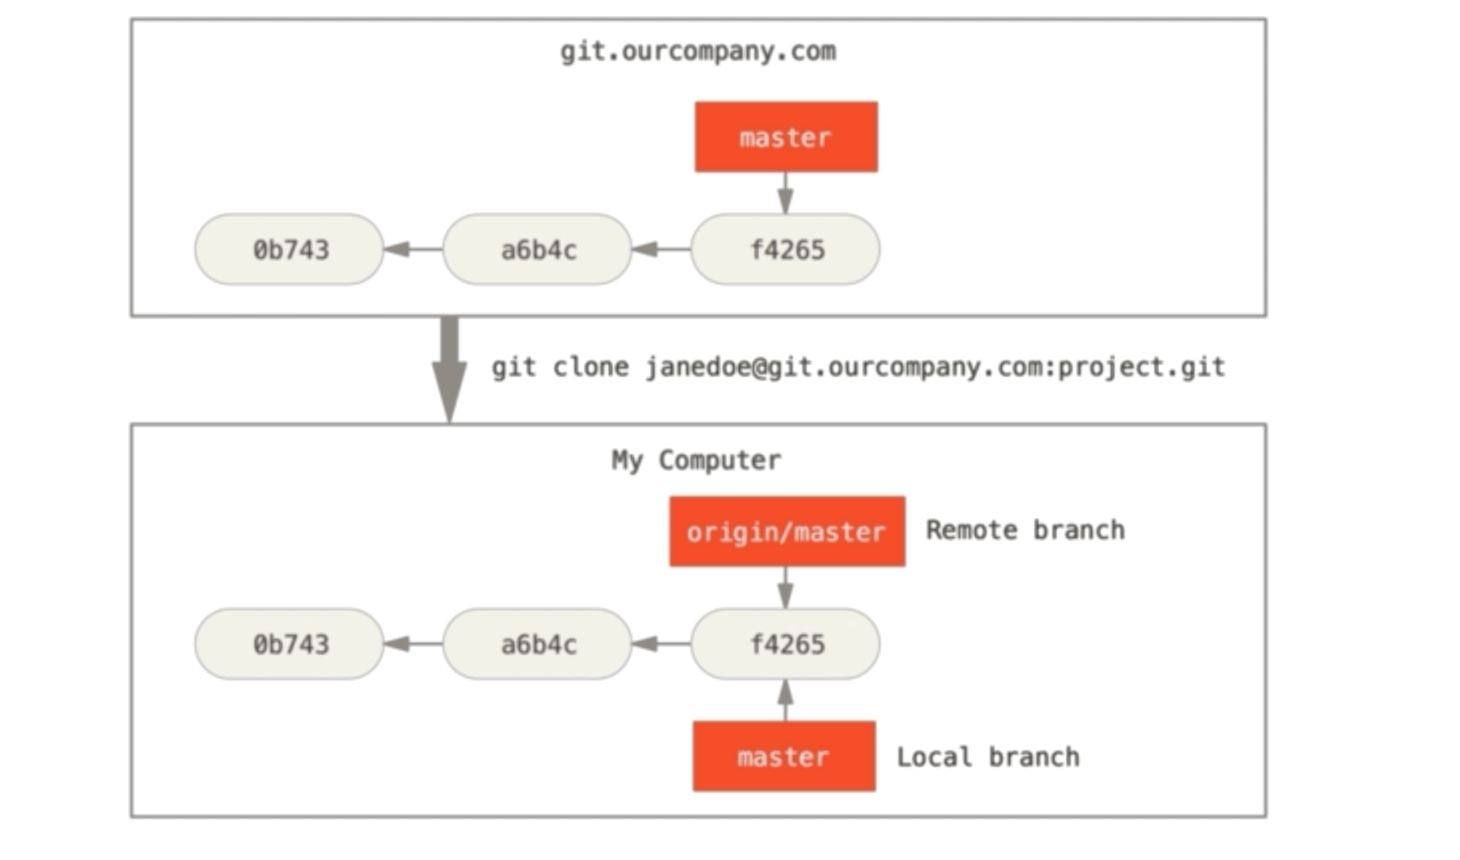 git.ourcompany.com
master
0b743 a6b4c f4265
git clone janedoe@git.ourcompany.com:project.git
My Computer
origin/master Remote branch
0b743 a6b4c f4265
master Local branch